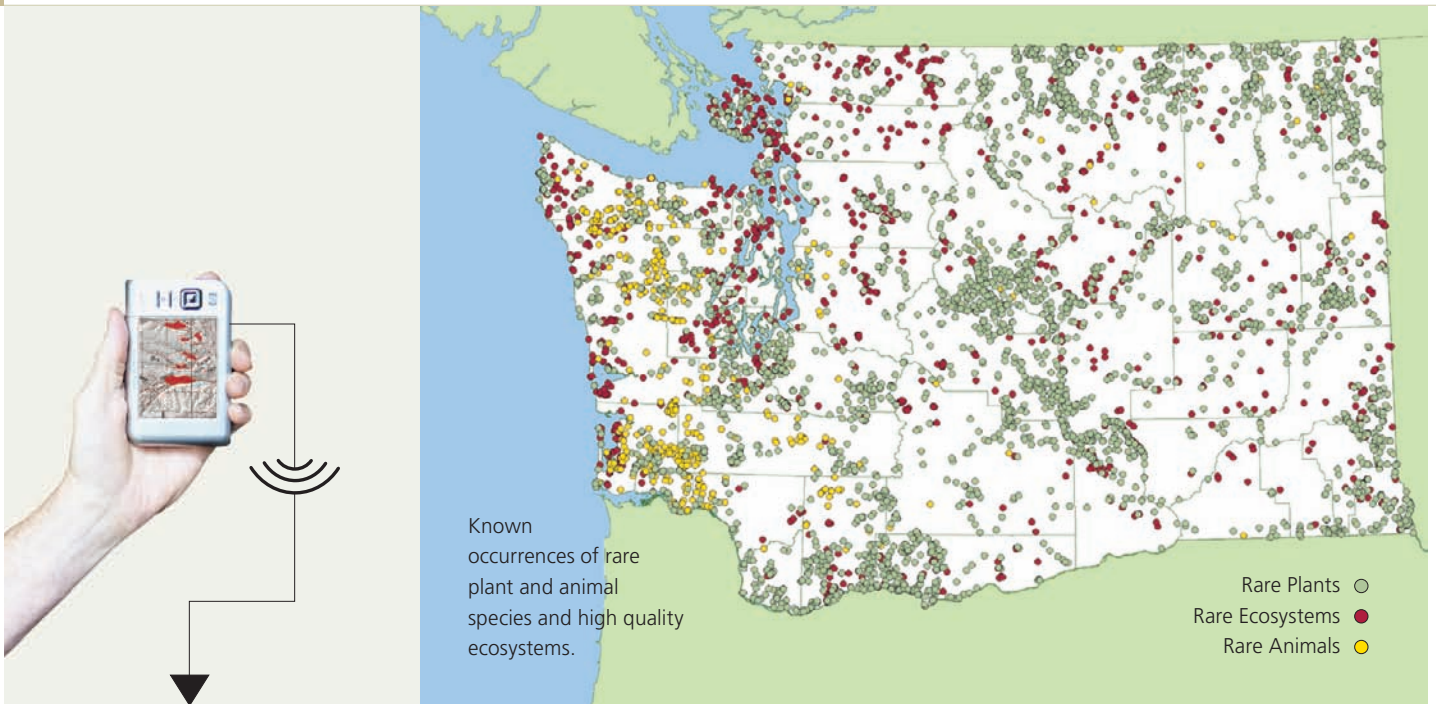 Known
occurrences of rare
plant and animal
species and high quality
ecosystems.
Rare Plants
Rare Ecosystems
Rare Animals